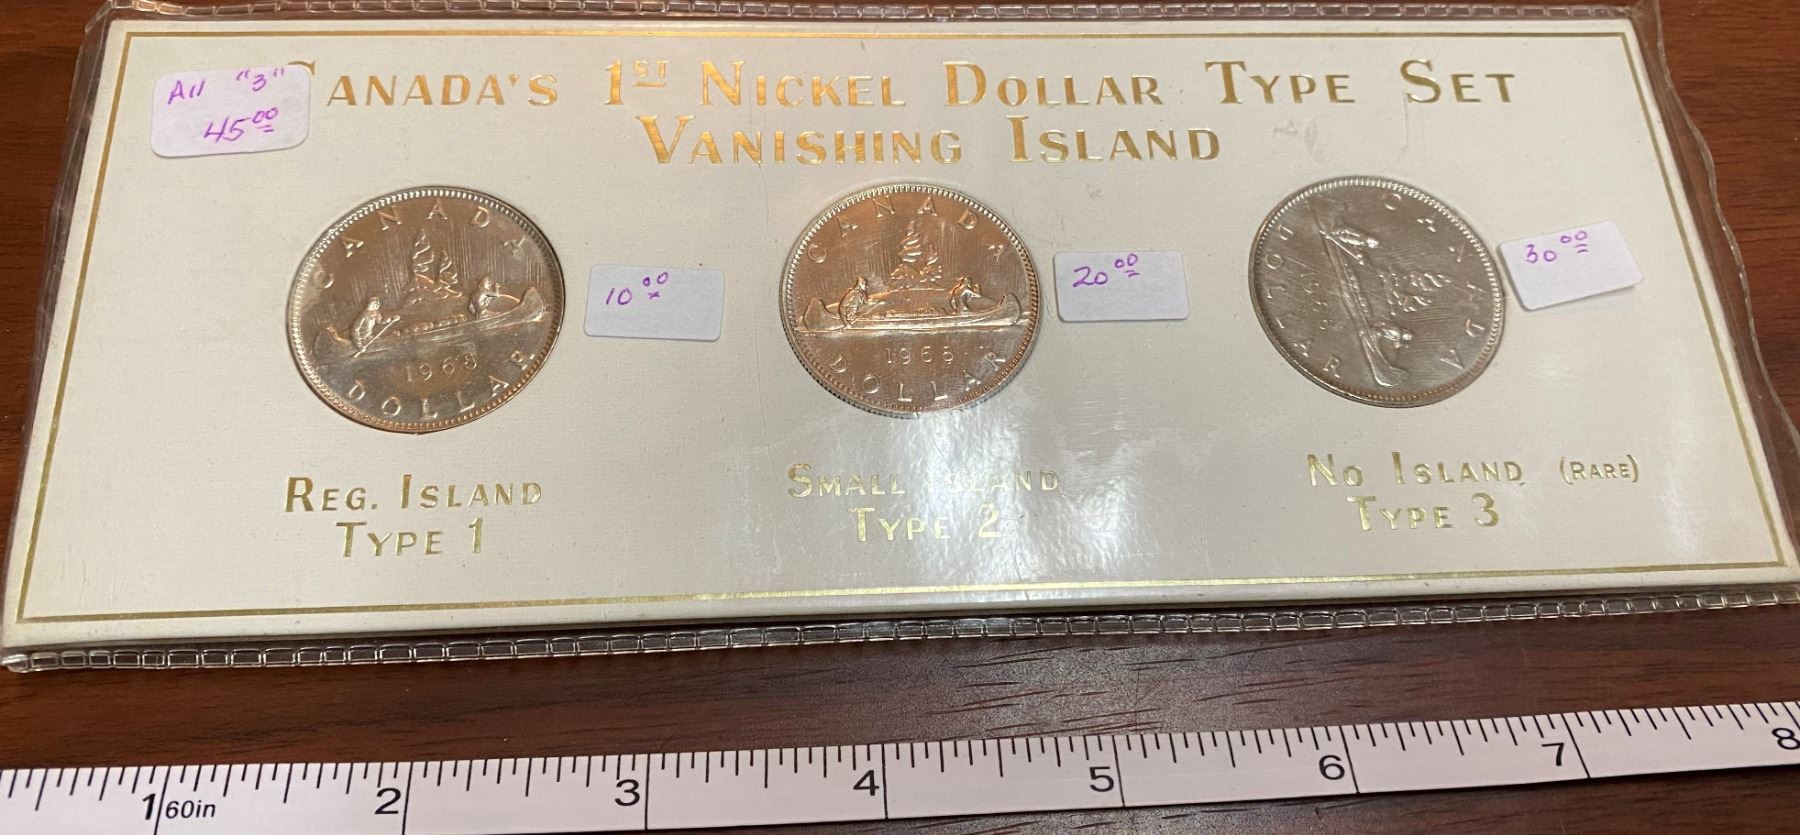 All "3"
45.00
CANADA'S 1ST NICKEL DOLLAR TYPE SET
VANISHING ISLAND
CANADA
1968
DOLLAR
10.00
CANADA
1968
DOLLAR
20.00
CANADA
1968
DOLLAR
30.00
REG. ISLAND
TYPE 1
SMALL ISLAND
TYPE 2
NO ISLAND (RARE)
TYPE 3
1 60in 2 3 4 5 6 7 8